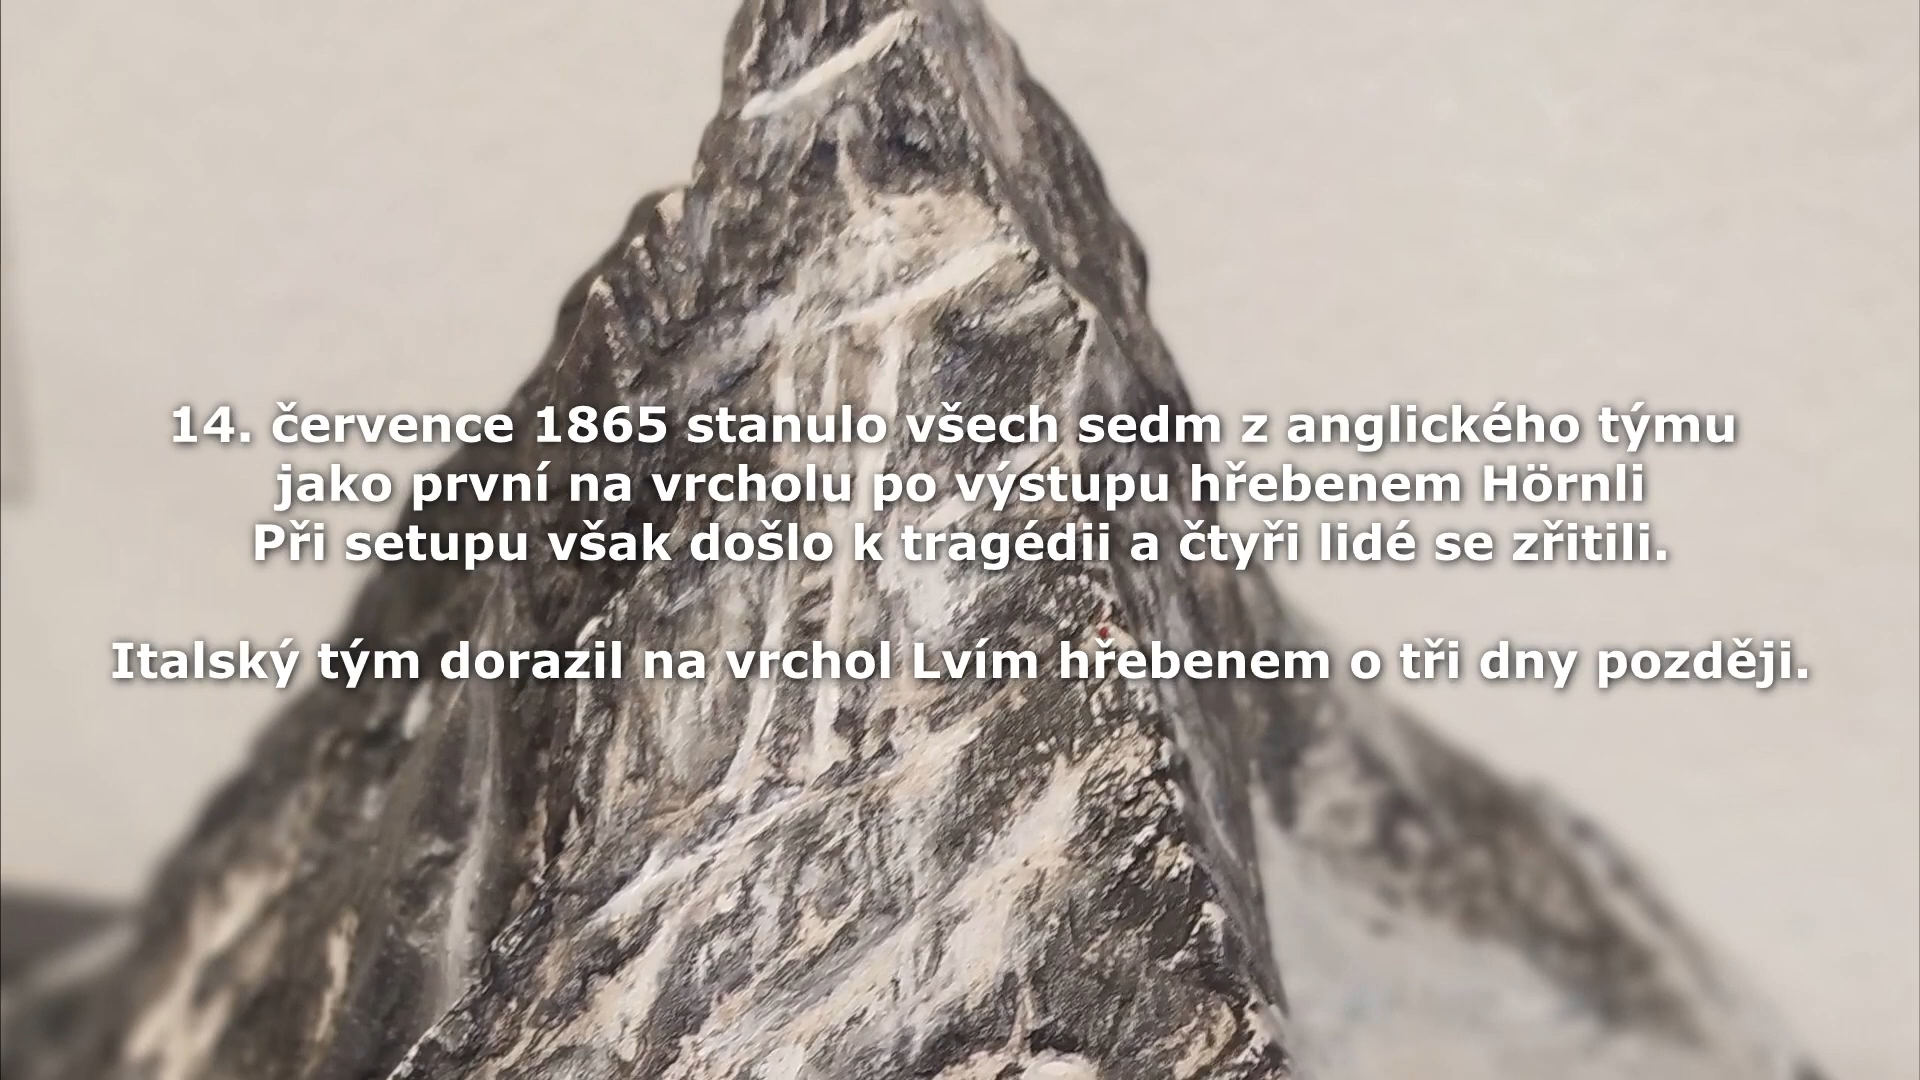 14. července 1865 stanulo všech sedm z anglického týmu
jako první na vrcholu po výstupu hřebenem Hörnli
Při setupu však došlo k tragédii a čtyři lidé se zřitili.
Italský tým dorazil na vrchol Lvím hřebenem o tři dny později.